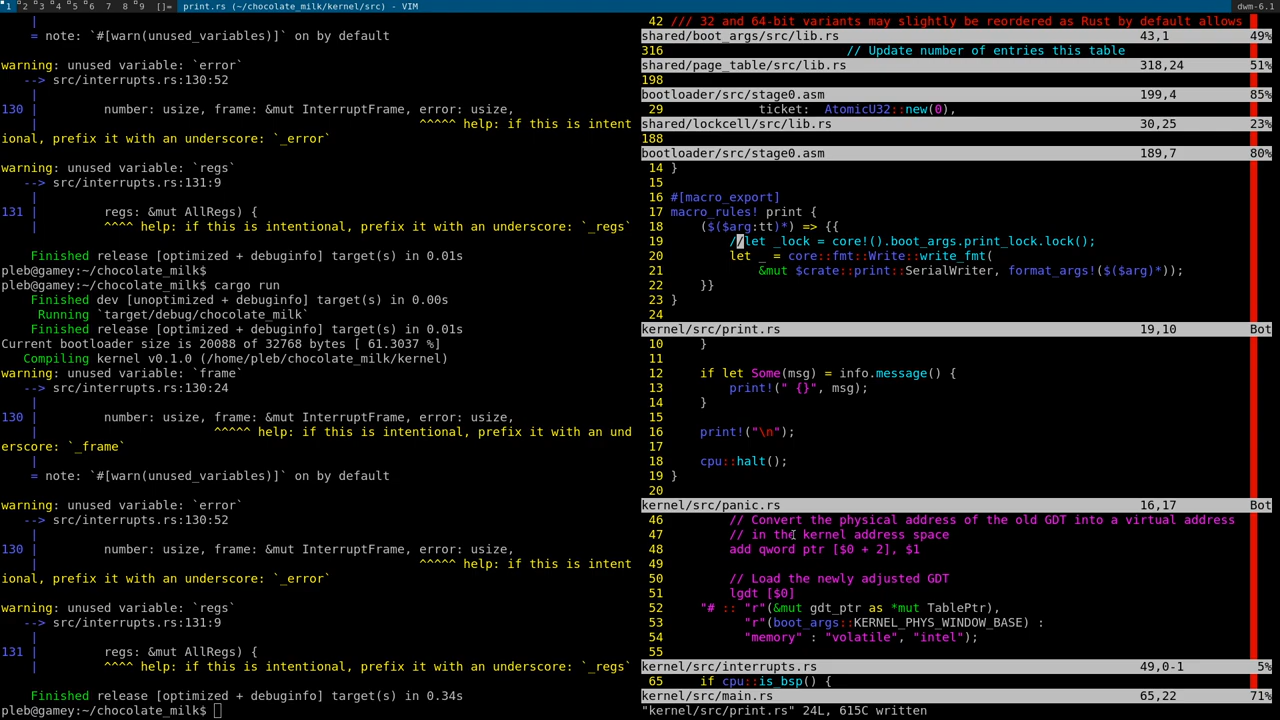 1 2 3 4 5 6 7 8 9 []= print.rs (~/chocolate_milk/kernel/src) - VIM dwm-6.1
|
= note: `#[warn(unused_variables)]` on by default
warning: unused variable: `error`
--> src/interrupts.rs:130:52
|
130 | number: usize, frame: &mut InterruptFrame, error: usize,
| ^^^^^ help: if this is intent
ional, prefix it with an underscore: `_error`
warning: unused variable: `regs`
--> src/interrupts.rs:131:9
|
131 | regs: &mut AllRegs) {
| ^^^^ help: if this is intentional, prefix it with an underscore: `_regs`
Finished release [optimized + debuginfo] target(s) in 0.01s
pleb@gamey:~/chocolate_milk$
pleb@gamey:~/chocolate_milk$ cargo run
Finished dev [unoptimized + debuginfo] target(s) in 0.00s
Running `target/debug/chocolate_milk`
Finished release [optimized + debuginfo] target(s) in 0.01s
Current bootloader size is 20088 of 32768 bytes [ 61.3037 %]
Compiling kernel v0.1.0 (/home/pleb/chocolate_milk/kernel)
warning: unused variable: `frame`
--> src/interrupts.rs:130:24
|
130 | number: usize, frame: &mut InterruptFrame, error: usize,
| ^^^^^ help: if this is intentional, prefix it with an und
erscore: `_frame`
|
= note: `#[warn(unused_variables)]` on by default
warning: unused variable: `error`
--> src/interrupts.rs:130:52
|
130 | number: usize, frame: &mut InterruptFrame, error: usize,
| ^^^^^ help: if this is intent
ional, prefix it with an underscore: `_error`
warning: unused variable: `regs`
--> src/interrupts.rs:131:9
|
131 | regs: &mut AllRegs) {
| ^^^^ help: if this is intentional, prefix it with an underscore: `_regs`
Finished release [optimized + debuginfo] target(s) in 0.34s
pleb@gamey:~/chocolate_milk$
42 /// 32 and 64-bit variants may slightly be reordered as Rust by default allows
shared/boot_args/src/lib.rs 43,1 49%
316 // Update number of entries this table
shared/page_table/src/lib.rs 318,24 51%
198
bootloader/src/stage0.asm 199,4 85%
29 ticket: AtomicU32::new(0),
shared/lockcell/src/lib.rs 30,25 23%
188
bootloader/src/stage0.asm 189,7 80%
14 }
15
16 #[macro_export]
17 macro_rules! print {
18 ($($arg:tt)*) => {{
19 //let _lock = core!().boot_args.print_lock.lock();
20 let _ = core::fmt::Write::write_fmt(
21 &mut $crate::print::SerialWriter, format_args!($($arg)*));
22 }}
23 }
24
kernel/src/print.rs 19,10 Bot
10 }
11
12 if let Some(msg) = info.message() {
13 print!(" {}", msg);
14 }
15
16 print!("\n");
17
18 cpu::halt();
19 }
20
kernel/src/panic.rs 16,17 Bot
46 // Convert the physical address of the old GDT into a virtual address
47 // in the kernel address space
48 add qword ptr [$0 + 2], $1
49
50 // Load the newly adjusted GDT
51 lgdt [$0]
52 "# :: "r"(&mut gdt_ptr as *mut TablePtr),
53 "r"(boot_args::KERNEL_PHYS_WINDOW_BASE) :
54 "memory" : "volatile", "intel");
55
kernel/src/interrupts.rs 49,0-1 5%
65 if cpu::is_bsp() {
kernel/src/main.rs 65,22 71%
"kernel/src/print.rs" 24L, 615C written